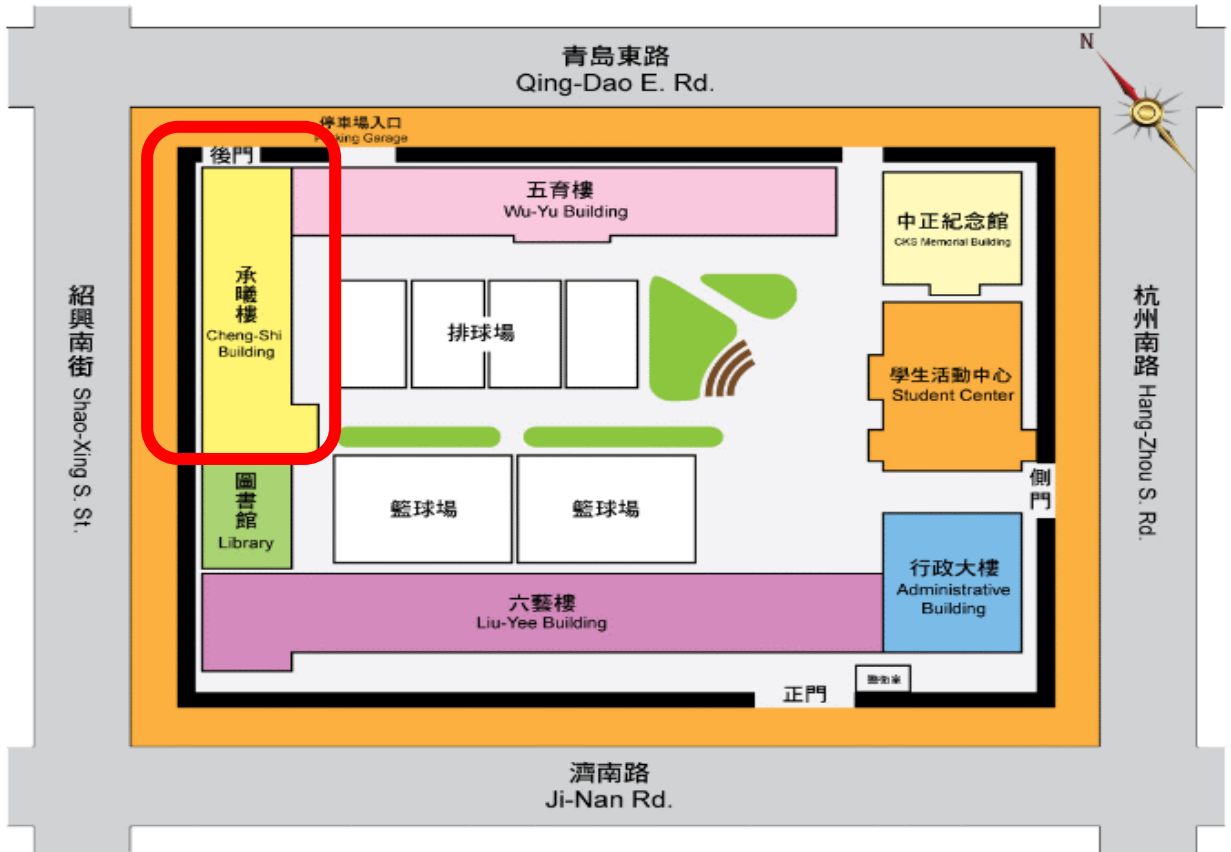 青島東路
Qing-Dao E. Rd.
N
停車場入口
Parking Garage
後門
五育樓
Wu-Yu Building
中正紀念館
CKS Memorial Building
承曦樓
Cheng-Shi
Building
排球場
紹興南街 Shao-Xing S. St.
杭州南路 Hang-Zhou S. Rd.
學生活動中心
Student Center
圖書館
Library
籃球場
籃球場
側門
行政大樓
Administrative
Building
六藝樓
Liu-Yee Building
警衛室
正門
濟南路
Ji-Nan Rd.